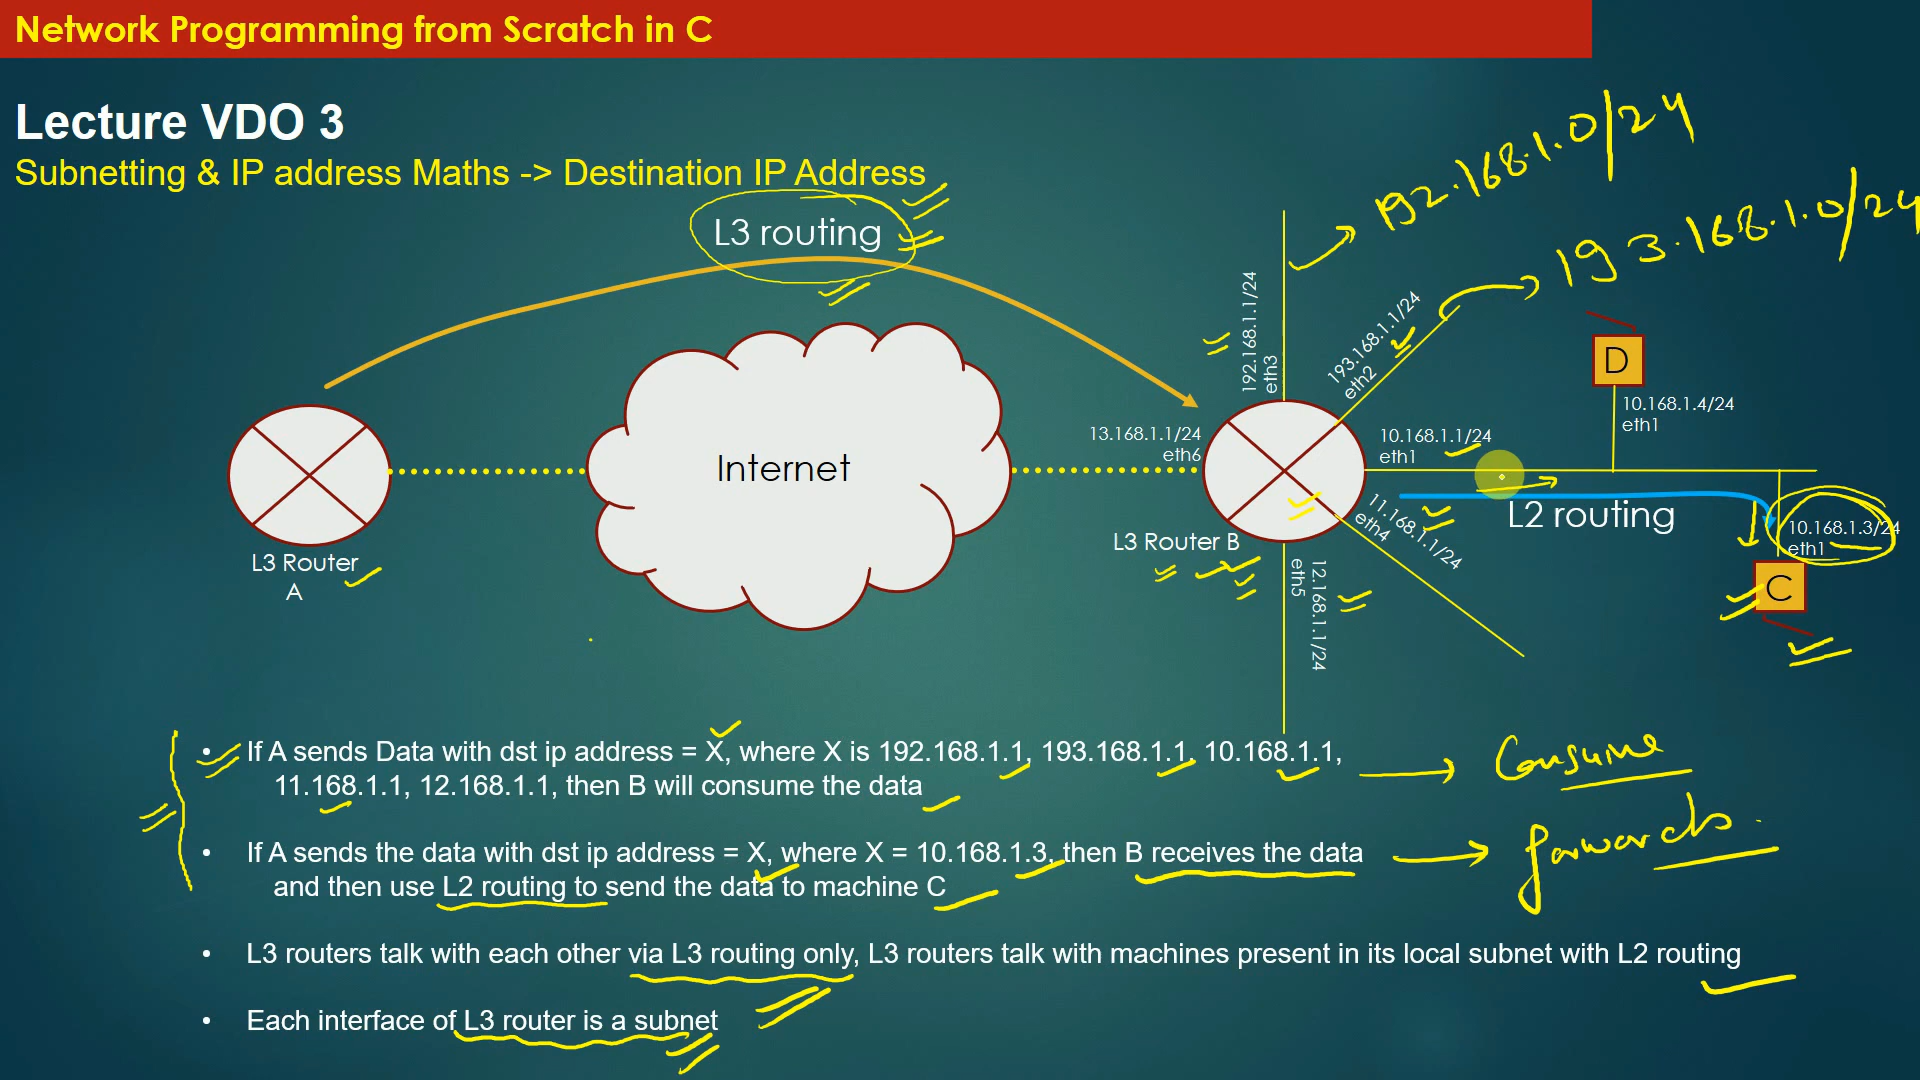 Network Programming from Scratch in C
Lecture VDO 3
Subnetting & IP address Maths -> Destination IP Address
L3 routing
192.168.1.0/24
193.168.1.0/24
192.168.1.1/24
eth3
193.168.1.1/24
eth2
D
10.168.1.4/24
eth1
13.168.1.1/24
eth6
10.168.1.1/24
eth1
Internet
L2 routing
11.168.1.1/24
eth4
10.168.1.3/24
eth1
C
L3 Router
A
L3 Router B
12.168.1.1/24
eth5
• If A sends Data with dst ip address = X, where X is 192.168.1.1, 193.168.1.1, 10.168.1.1,
11.168.1.1, 12.168.1.1, then B will consume the data
Consume
• If A sends the data with dst ip address = X, where X = 10.168.1.3, then B receives the data
and then use L2 routing to send the data to machine C
forwards.
• L3 routers talk with each other via L3 routing only, L3 routers talk with machines present in its local subnet with L2 routing
• Each interface of L3 router is a subnet